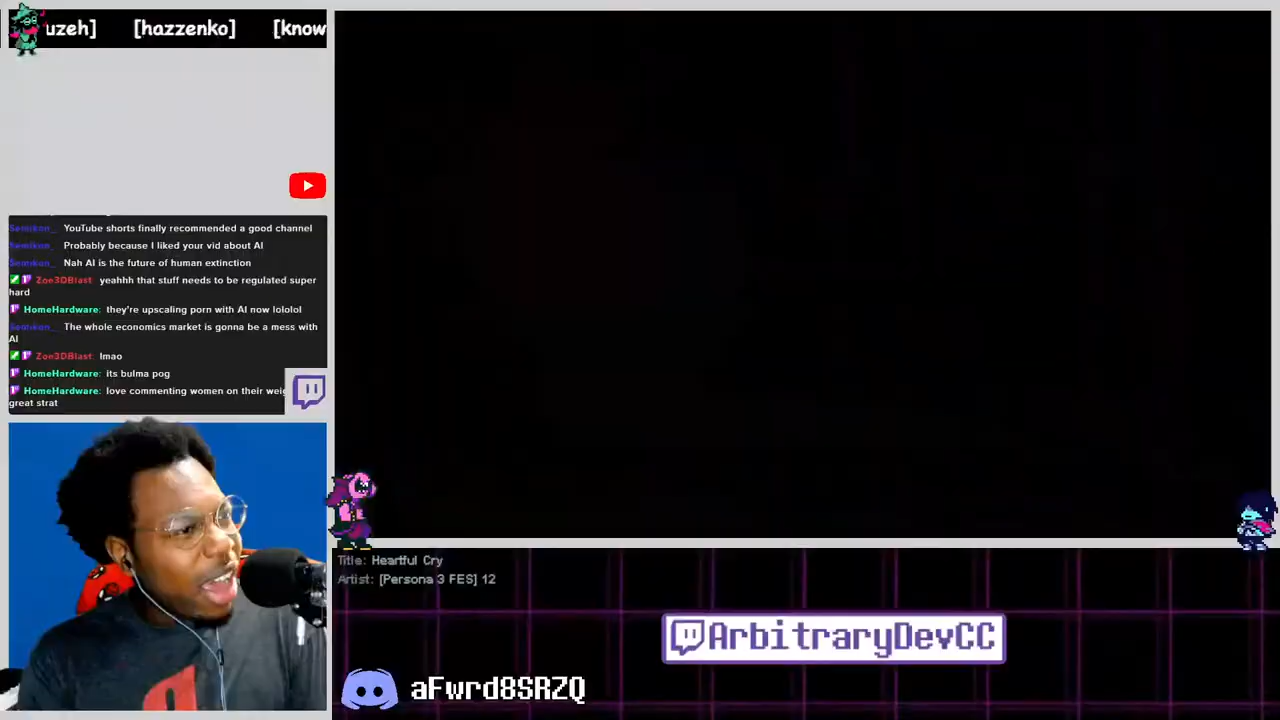 uzeh] [hazzenko] [know
YouTube shorts finally recommended a good channel
Probably because I liked your vid about AI
Nah AI is the future of human extinction
Zoe3DBlast: yeahhh that stuff needs to be regulated super
hard
HomeHardware: they're upscaling porn with AI now lololol
The whole economics market is gonna be a mess with
AI
Zoe3DBlast: lmao
HomeHardware: its bulma pog
HomeHardware: love commenting women on their weig
great strat
Title: Heartful Cry
Artist: [Persona 3 FES] 12
ArbitraryDevCC
aFwrd8SRZQ